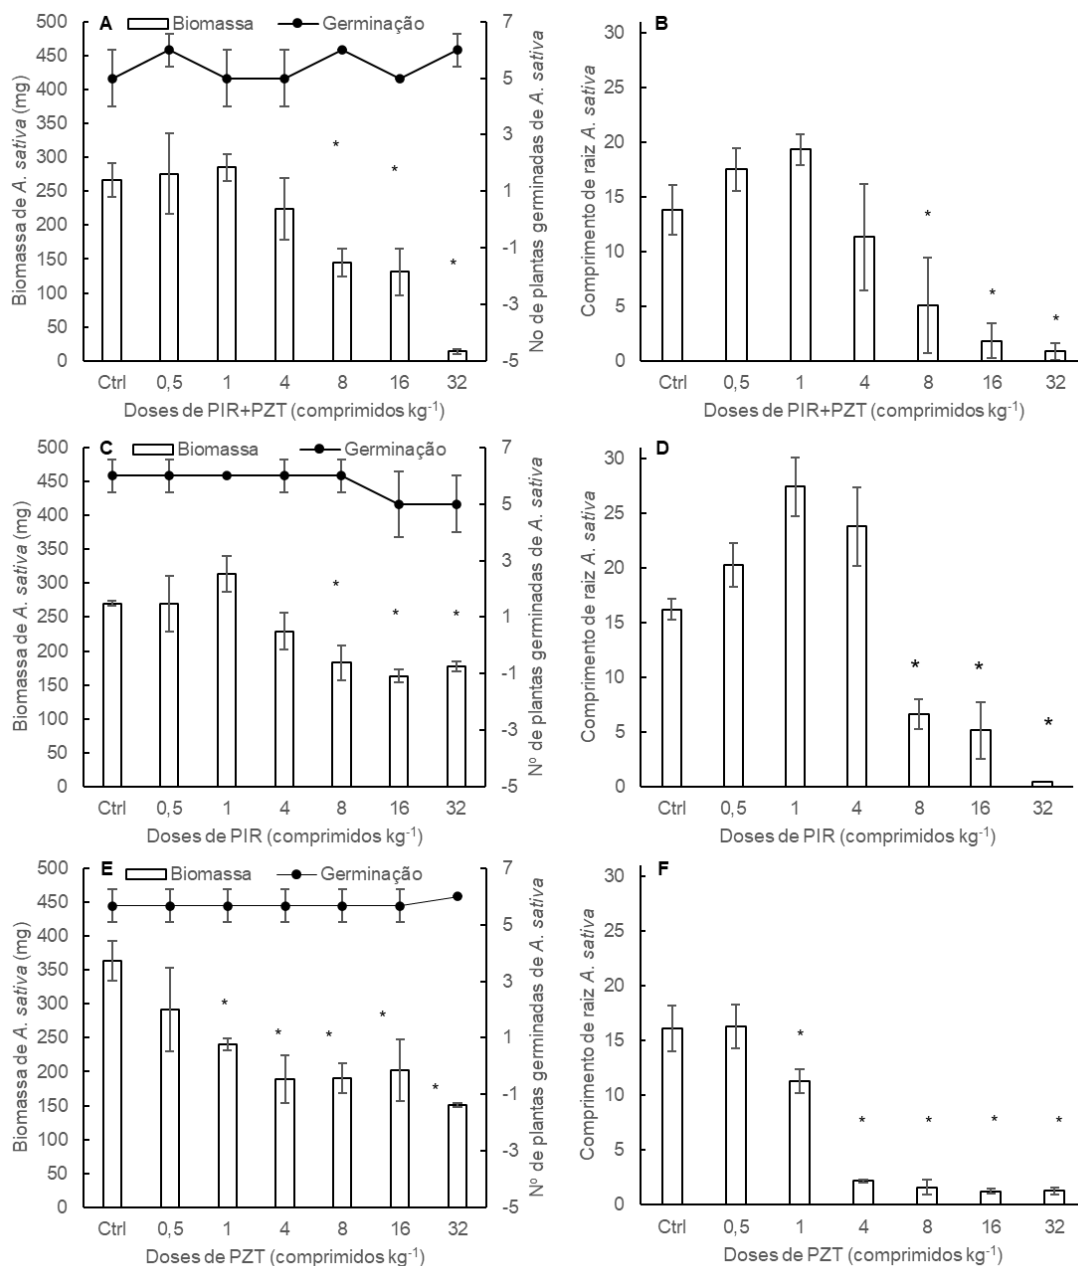 A
Biomassa
Germinação
500
450
400
350
300
250
200
150
100
50
0
7
5
3
1
-1
-3
-5
*
*
*
Biomassa de A. sativa (mg)
No de plantas germinadas de A. sativa
Ctrl 0,5 1 4 8 16 32
Doses de PIR+PZT (comprimidos kg-1)
B
30
25
20
15
10
5
0
*
*
*
Comprimento de raiz A. sativa
Ctrl 0,5 1 4 8 16 32
Doses de PIR+PZT (comprimidos kg-1)
C
Biomassa
Germinação
500
450
400
350
300
250
200
150
100
50
0
7
5
3
1
-1
-3
-5
*
*
*
Biomassa de A. sativa (mg)
Nº de plantas germinadas de A. sativa
Ctrl 0,5 1 4 8 16 32
Doses de PIR (comprimidos kg-1)
D
30
25
20
15
10
5
0
*
*
*
Comprimento de raiz A. sativa
Ctrl 0,5 1 4 8 16 32
Doses de PIR (comprimidos kg-1)
E
Biomassa
Germinação
500
450
400
350
300
250
200
150
100
50
0
7
5
3
1
-1
-3
-5
*
*
*
*
*
Biomassa de A. sativa (mg)
Nº de plantas germinadas de A. sativa
Ctrl 0,5 1 4 8 16 32
Doses de PZT (comprimidos kg-1)
F
30
25
20
15
10
5
0
*
*
*
*
*
Comprimento de raiz A. sativa
Ctrl 0,5 1 4 8 16 32
Doses de PZT (comprimidos kg-1)